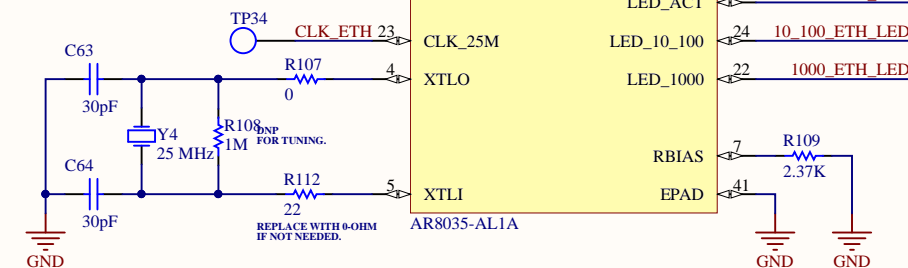 LED_ACT
TP34
CLK_ETH 23
CLK_25M
LED_10_100
24
10_100_ETH_LED
C63
30pF
R107
0
4
XTLO
LED_1000
22
1000_ETH_LED
Y4
25 MHz
R108
1M
DNP
FOR TUNING.
RBIAS
7
R109
2.37K
C64
30pF
R112
22
5
XTLI
EPAD
41
REPLACE WITH 0-OHM
IF NOT NEEDED.
AR8035-AL1A
GND
GND
GND